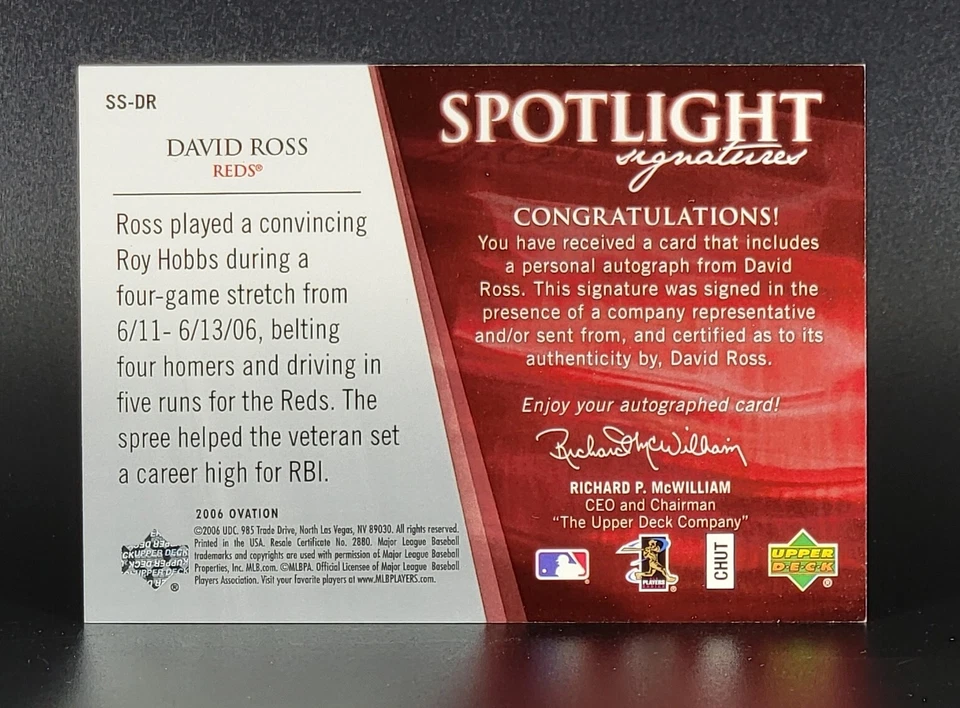 SS-DR
DAVID ROSS
REDS®
Ross played a convincing
Roy Hobbs during a
four-game stretch from
6/11- 6/13/06, belting
four homers and driving in
five runs for the Reds. The
spree helped the veteran set
a career high for RBI.
2006 OVATION
©2006 UDC. 985 Trade Drive, North Las Vegas, NV 89030. All rights reserved.
Printed in the USA. Resale Certificate No. 2880. Major League Baseball
trademarks and copyrights are used with permission of Major League Baseball
Properties, Inc. MLB.com. ©MLBPA. Official Licensee of Major League Baseball
Players Association. Visit your favorite players at www.MLBPLAYERS.com.
UPPER DECK
®
SPOTLIGHT
signatures
CONGRATULATIONS!
You have received a card that includes
a personal autograph from David
Ross. This signature was signed in the
presence of a company representative
and/or sent from, and certified as to its
authenticity by, David Ross.
Enjoy your autographed card!
Richard McWilliam
RICHARD P. McWILLIAM
CEO and Chairman
"The Upper Deck Company"
PLAYERS
CHUT
UPPER
DECK
®